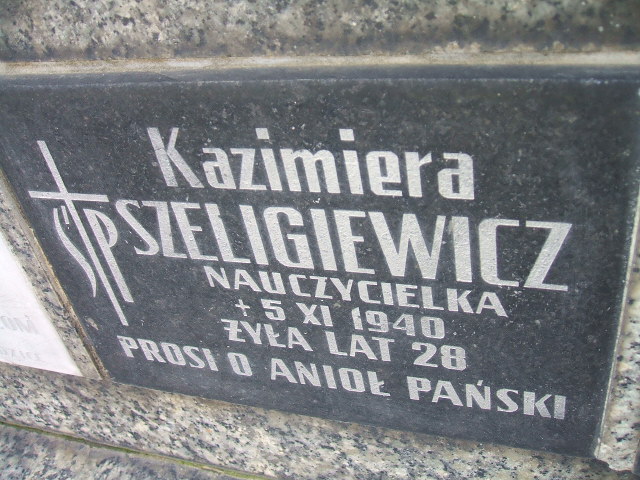 Kazimiera
ŚP SZELIGIEWICZ
NAUCZYCIELKA
+ 5 XI 1940
ŻYŁA LAT 28
PROSI O ANIOŁ PAŃSKI